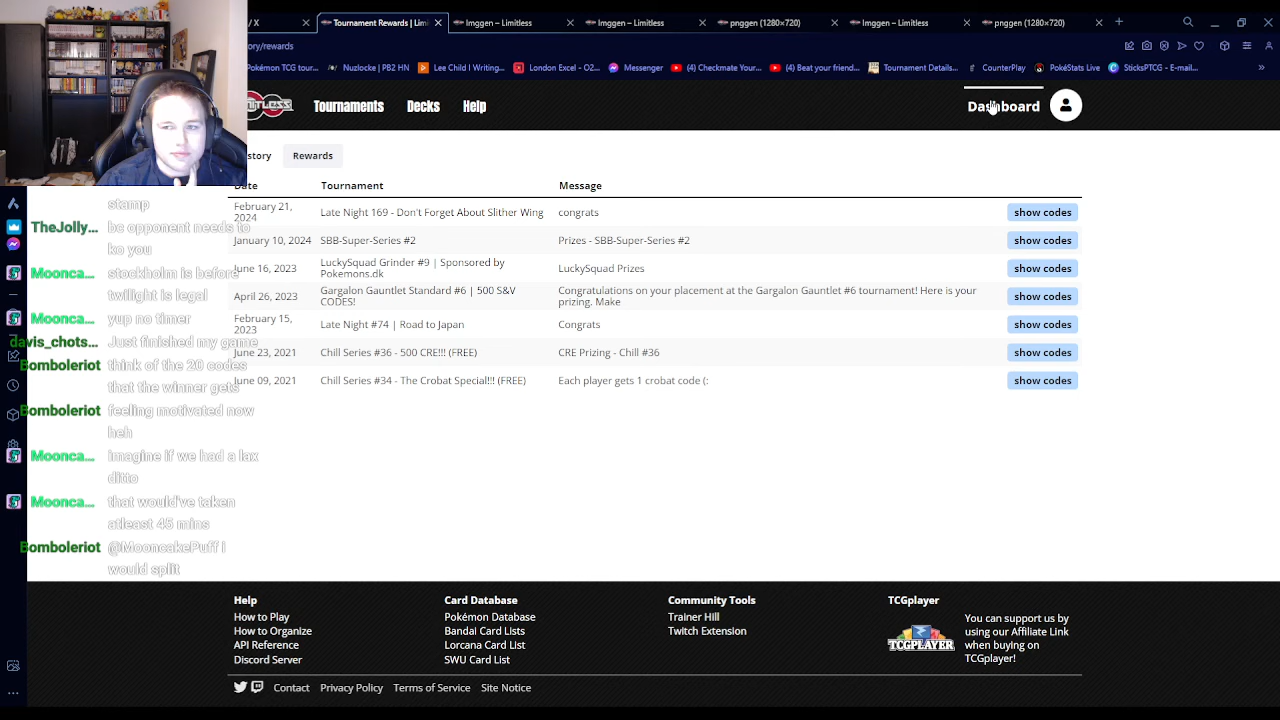 / X
Tournament Rewards | Lim
Imggen – Limitless
Imggen – Limitless
pnggen (1280×720)
Imggen – Limitless
pnggen (1280×720)
ory/rewards
Pokémon TCG tour...
Nuzlocke | PB2 HN
Lee Child | Writing...
London Excel - O2...
Messenger
(4) Checkmate Your...
(4) Beat your friend...
Tournament Details...
CounterPlay
PokéStats Live
SticksPTCG - E-mail...
Tournaments
Decks
Help
Dashboard
story
Rewards
Date
Tournament
Message
February 21, 2024
Late Night 169 - Don't Forget About Slither Wing
congrats
show codes
January 10, 2024
SBB-Super-Series #2
Prizes - SBB-Super-Series #2
show codes
June 16, 2023
LuckySquad Grinder #9 | Sponsored by
Pokemons.dk
LuckySquad Prizes
show codes
April 26, 2023
Gargalon Gauntlet Standard #6 | 500 S&V
CODES!
Congratulations on your placement at the Gargalon Gauntlet #6 tournament! Here is your
prizing. Make
show codes
February 15,
2023
Late Night #74 | Road to Japan
Congrats
show codes
June 23, 2021
Chill Series #36 - 500 CRE!!! (FREE)
CRE Prizing - Chill #36
show codes
June 09, 2021
Chill Series #34 - The Crobat Special!!! (FREE)
Each player gets 1 crobat code (:
show codes
stamp
TheJolly... bc opponent needs to
ko you
Moonca... stockholm is before
twilight is legal
Moonca... yup no timer
davis_chots... Just finished my game
Bomboleriot think of the 20 codes
that the winner gets
Bomboleriot feeling motivated now
heh
Moonca... Imagine if we had a lax
ditto
Moonca... that would've taken
atleast 45 mins
Bomboleriot @MooncakePuff I
would split
Help
How to Play
How to Organize
API Reference
Discord Server
Card Database
Pokémon Database
Bandai Card Lists
Lorcana Card List
SWU Card List
Community Tools
Trainer Hill
Twitch Extension
TCGplayer
TCGPLAYER
You can support us by
using our Affiliate Link
when buying on
TCGplayer!
Contact
Privacy Policy
Terms of Service
Site Notice